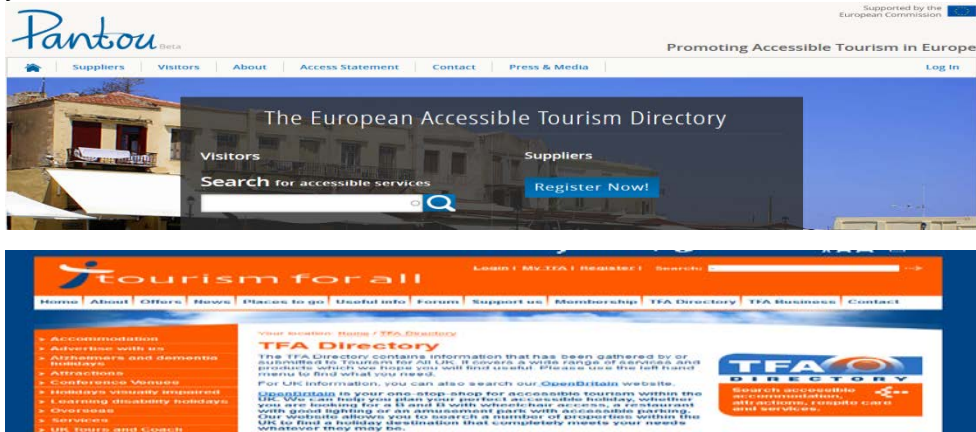 Supported by the
European Commission
Pantou Beta
Promoting Accessible Tourism in Europe
Suppliers Visitors About Access Statement Contact Press & Media Log In
The European Accessible Tourism Directory
Visitors
Suppliers
Search for accessible services
Register Now!
tourism for all
Login | My TFA | Register | Search:
Home About Offers News Places to go Useful info Forum Support us Membership TFA Directory TFA Business Contact
Your location: Home / TFA Directory
Accommodation
Advertise with us
Alzheimers and dementia
holidays
Attractions
Conference Venues
Holidays visually impaired
Learning disability holidays
Overseas
Services
UK Tours and Coach
TFA Directory
The TFA Directory contains information that has been gathered by or
submitted to Tourism for All UK. It covers a wide range of services and
products which we hope you will find useful. Please use the left hand
menu to find what you need.
For UK information, you can also search our OpenBritain website.
OpenBritain is your one-stop-shop for accessible tourism within the
UK. We can help you plan your perfect accessible holiday, whether
you are looking for a B and B with wheelchair access, a restaurant
with good lighting or an amusement park with accessible parking.
Our website allows you to search a number of properties within the
UK to find a holiday destination that completely meets your needs
whatever they may be.
TFA
DIRECTORY
Search accessible
accommodation,
attractions, respite care
and services.